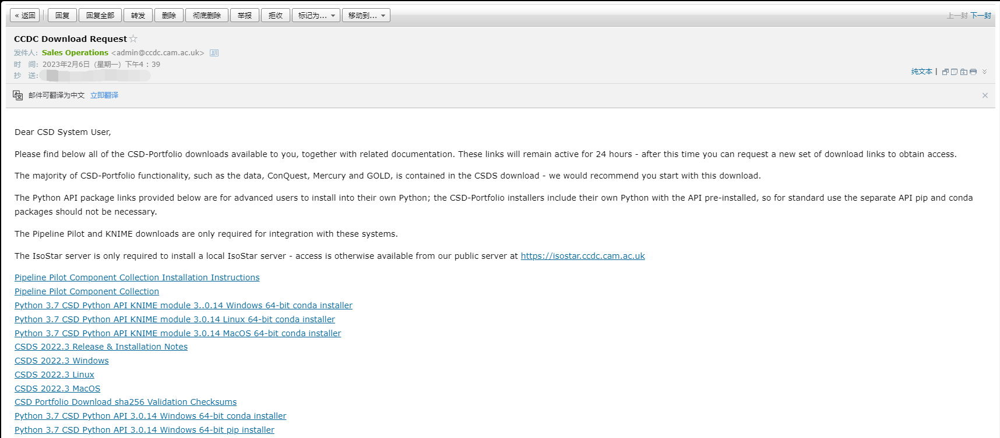 « 返回 回复 回复全部 转发 删除 彻底删除 举报 拒收 标记为... 移动到... 上一封 下一封
CCDC Download Request☆
发件人: Sales Operations <admin@ccdc.cam.ac.uk>
时 间: 2023年2月6日 (星期一) 下午4:39
抄 送:
纯文本 |
邮件可翻译为中文 立即翻译
Dear CSD System User,
Please find below all of the CSD-Portfolio downloads available to you, together with related documentation. These links will remain active for 24 hours - after this time you can request a new set of download links to obtain access.
The majority of CSD-Portfolio functionality, such as the data, ConQuest, Mercury and GOLD, is contained in the CSDS download - we would recommend you start with this download.
The Python API package links provided below are for advanced users to install into their own Python; the CSD-Portfolio installers include their own Python with the API pre-installed, so for standard use the separate API pip and conda
packages should not be necessary.
The Pipeline Pilot and KNIME downloads are only required for integration with these systems.
The IsoStar server is only required to install a local IsoStar server - access is otherwise available from our public server at https://isostar.ccdc.cam.ac.uk
Pipeline Pilot Component Collection Installation Instructions
Pipeline Pilot Component Collection
Python 3.7 CSD Python API KNIME module 3..0.14 Windows 64-bit conda installer
Python 3.7 CSD Python API KNIME module 3.0.14 Linux 64-bit conda installer
Python 3.7 CSD Python API KNIME module 3.0.14 MacOS 64-bit conda installer
CSDS 2022.3 Release & Installation Notes
CSDS 2022.3 Windows
CSDS 2022.3 Linux
CSDS 2022.3 MacOS
CSD Portfolio Download sha256 Validation Checksums
Python 3.7 CSD Python API 3.0.14 Windows 64-bit conda installer
Python 3.7 CSD Python API 3.0.14 Windows 64-bit pip installer